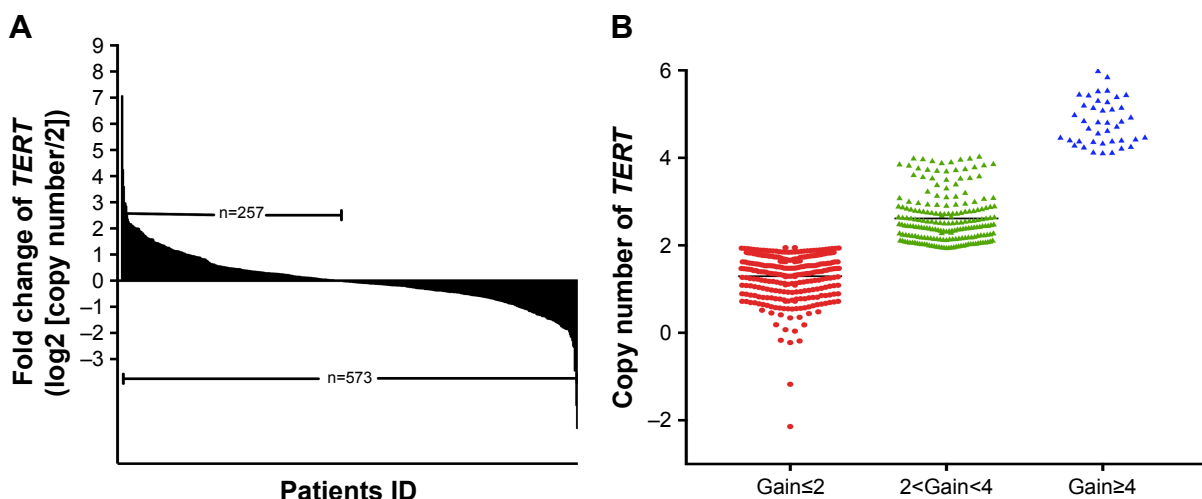 A
Fold change of TERT
(log2 [copy number/2])
9
8
7
6
5
4
3
2
1
0
–1
–2
–3
n=257
n=573
Patients ID
B
Copy number of TERT
6
4
2
0
–2
Gain≤2
2<Gain<4
Gain≥4